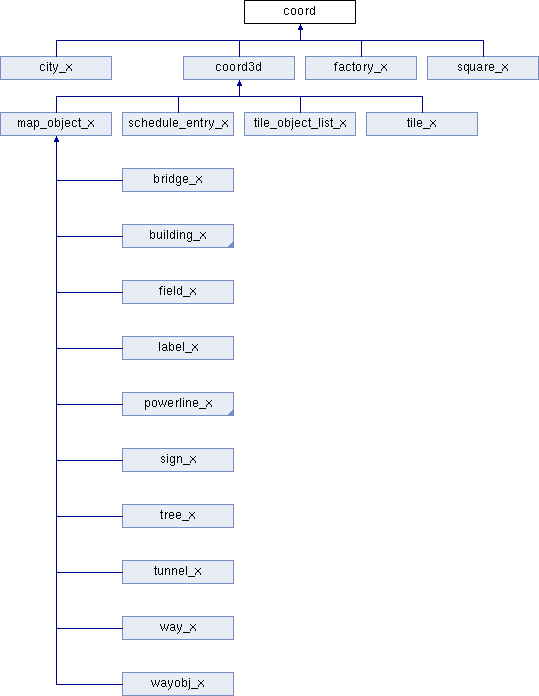 coord
city_x
coord3d
factory_x
square_x
map_object_x
schedule_entry_x
tile_object_list_x
tile_x
bridge_x
building_x
field_x
label_x
powerline_x
sign_x
tree_x
tunnel_x
way_x
wayobj_x